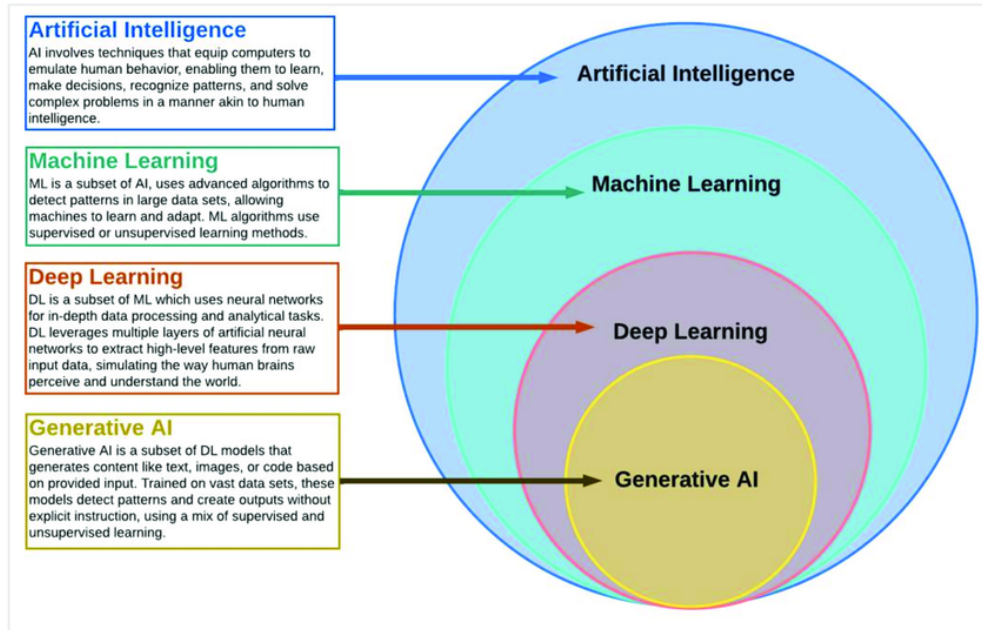 Artificial Intelligence
AI involves techniques that equip computers to
emulate human behavior, enabling them to learn,
make decisions, recognize patterns, and solve
complex problems in a manner akin to human
intelligence.
Machine Learning
ML is a subset of AI, uses advanced algorithms to
detect patterns in large data sets, allowing
machines to learn and adapt. ML algorithms use
supervised or unsupervised learning methods.
Deep Learning
DL is a subset of ML which uses neural networks
for in-depth data processing and analytical tasks.
DL leverages multiple layers of artificial neural
networks to extract high-level features from raw
input data, simulating the way human brains
perceive and understand the world.
Generative AI
Generative AI is a subset of DL models that
generates content like text, images, or code based
on provided input. Trained on vast data sets, these
models detect patterns and create outputs without
explicit instruction, using a mix of supervised and
unsupervised learning.
Artificial Intelligence
Machine Learning
Deep Learning
Generative AI